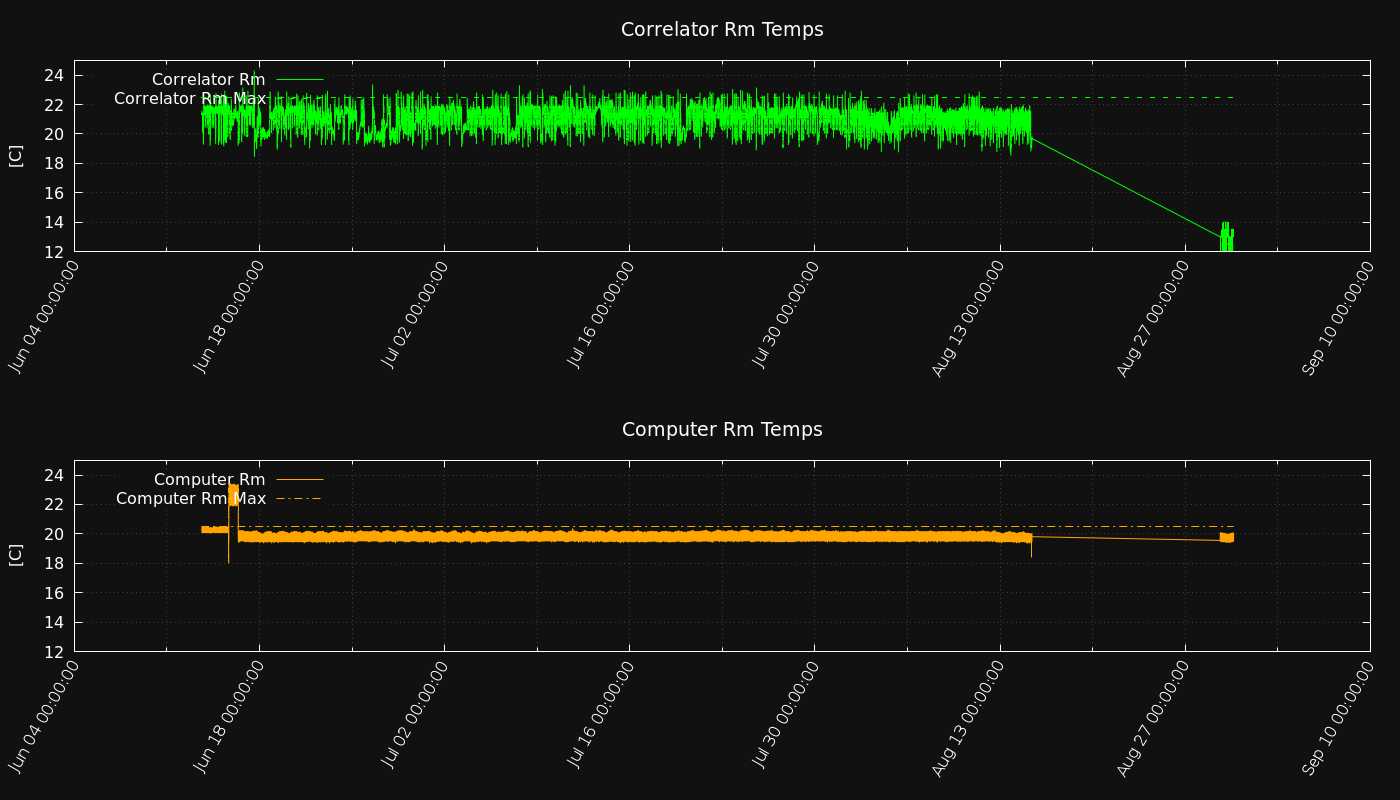 Correlator Rm Temps
Correlator Rm
Correlator Rm Max
[C]
24
22
20
18
16
14
12
Jun 04 00:00:00
Jun 18 00:00:00
Jul 02 00:00:00
Jul 16 00:00:00
Jul 30 00:00:00
Aug 13 00:00:00
Aug 27 00:00:00
Sep 10 00:00:00
Computer Rm Temps
Computer Rm
Computer Rm Max
[C]
24
22
20
18
16
14
12
Jun 04 00:00:00
Jun 18 00:00:00
Jul 02 00:00:00
Jul 16 00:00:00
Jul 30 00:00:00
Aug 13 00:00:00
Aug 27 00:00:00
Sep 10 00:00:00